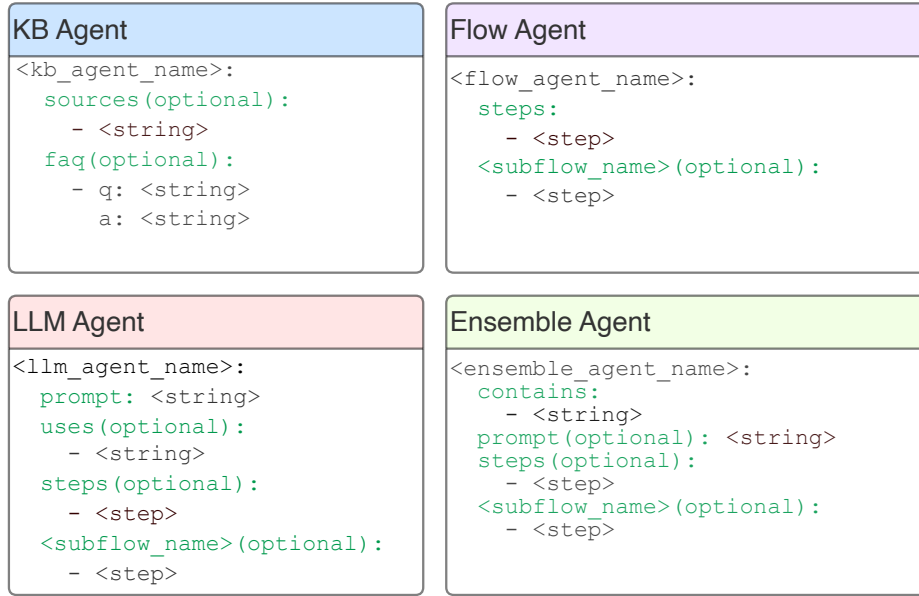 KB Agent
<kb_agent_name>:
sources(optional):
- <string>
faq(optional):
- q: <string>
a: <string>
Flow Agent
<flow_agent_name>:
steps:
- <step>
<subflow_name>(optional):
- <step>
LLM Agent
<llm_agent_name>:
prompt: <string>
uses(optional):
- <string>
steps(optional):
- <step>
<subflow_name>(optional):
- <step>
Ensemble Agent
<ensemble_agent_name>:
contains:
- <string>
prompt(optional): <string>
steps(optional):
- <step>
<subflow_name>(optional):
- <step>